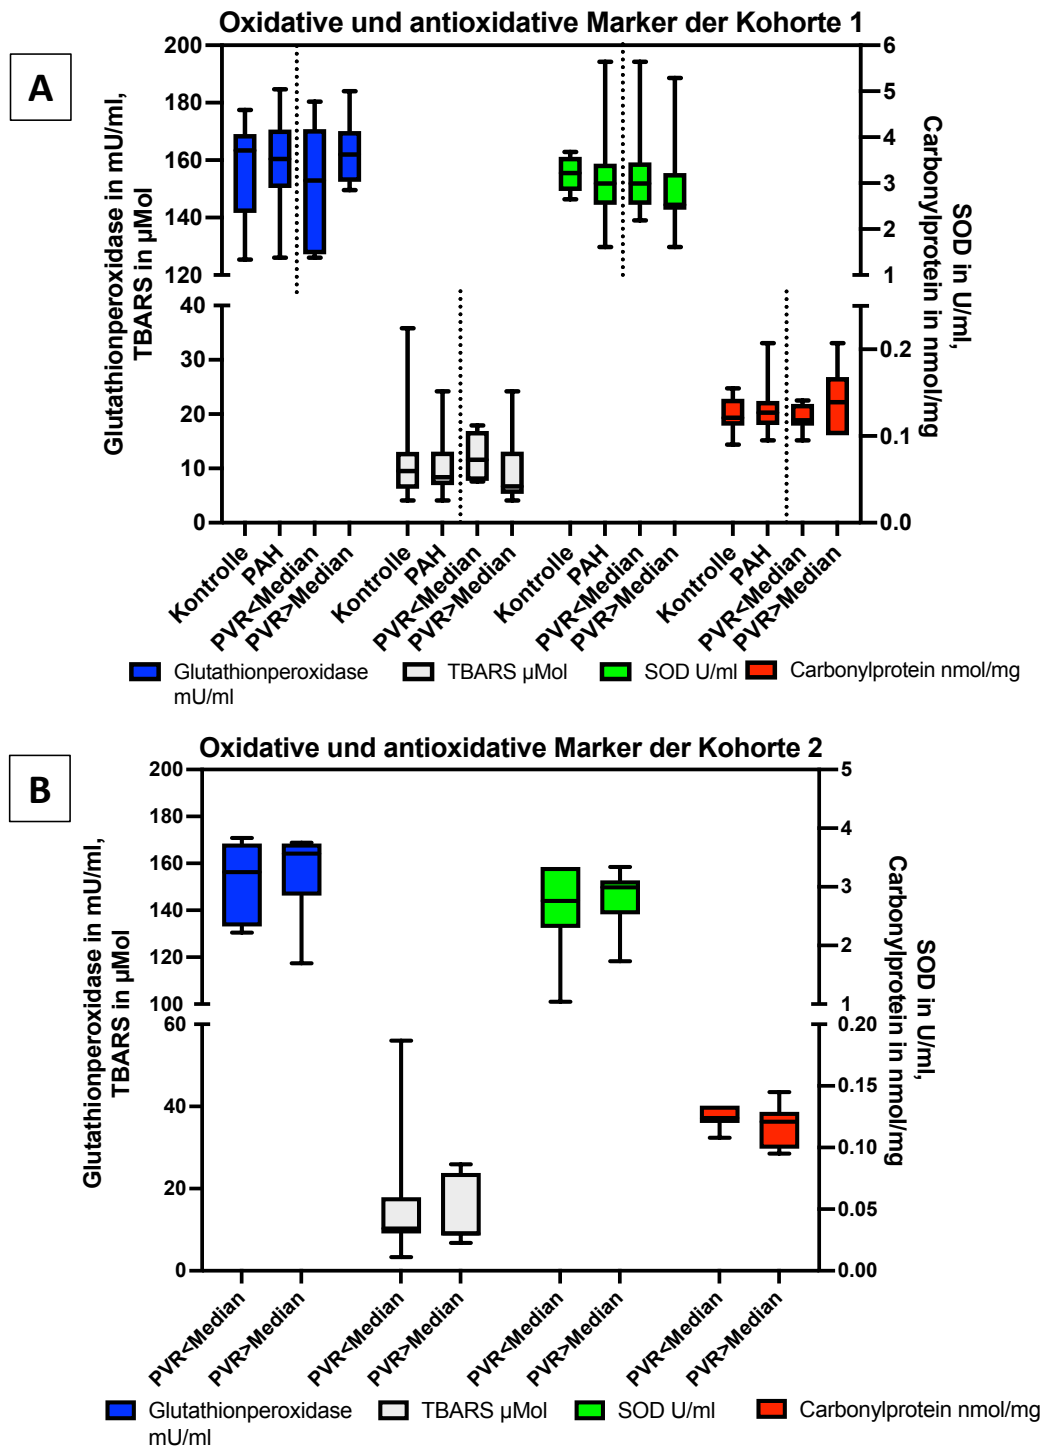 Oxidative und antioxidative Marker der Kohorte 1
A
Glutathionperoxidase in mU/ml,
TBARS in µMol
200
180
160
140
120
40
30
20
10
0
6
5
4
3
2
1
0.2
0.1
0.0
SOD in U/ml,
Carbonylprotein in nmol/mg
Kontrolle
PAH
PVR<Median
PVR>Median
Kontrolle
PAH
PVR<Median
PVR>Median
Kontrolle
PAH
PVR<Median
PVR>Median
Kontrolle
PAH
PVR<Median
PVR>Median
Glutathionperoxidase
mU/ml
TBARS µMol
SOD U/ml
Carbonylprotein nmol/mg
Oxidative und antioxidative Marker der Kohorte 2
B
Glutathionperoxidase in mU/ml,
TBARS in µMol
200
180
160
140
120
100
60
40
20
0
5
4
3
2
1
0.20
0.15
0.10
0.05
0.00
SOD in U/ml,
Carbonylprotein in nmol/mg
PVR<Median
PVR>Median
PVR<Median
PVR>Median
PVR<Median
PVR>Median
PVR<Median
PVR>Median
Glutathionperoxidase
mU/ml
TBARS µMol
SOD U/ml
Carbonylprotein nmol/mg